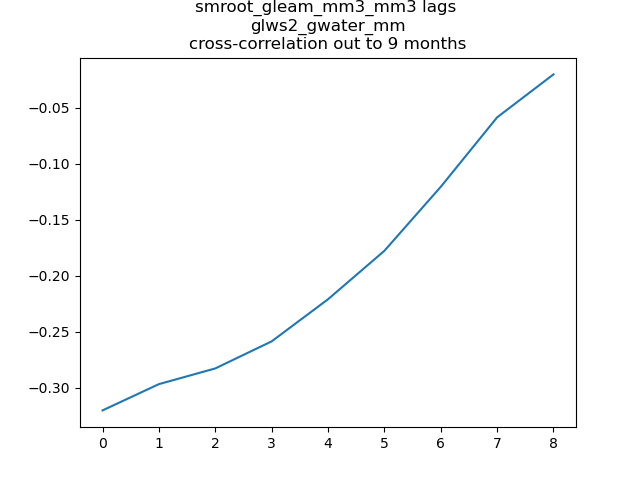 smroot_gleam_mm3_mm3 lags
glws2_gwater_mm
cross-correlation out to 9 months
−0.05
−0.10
−0.15
−0.20
−0.25
−0.30
0 1 2 3 4 5 6 7 8